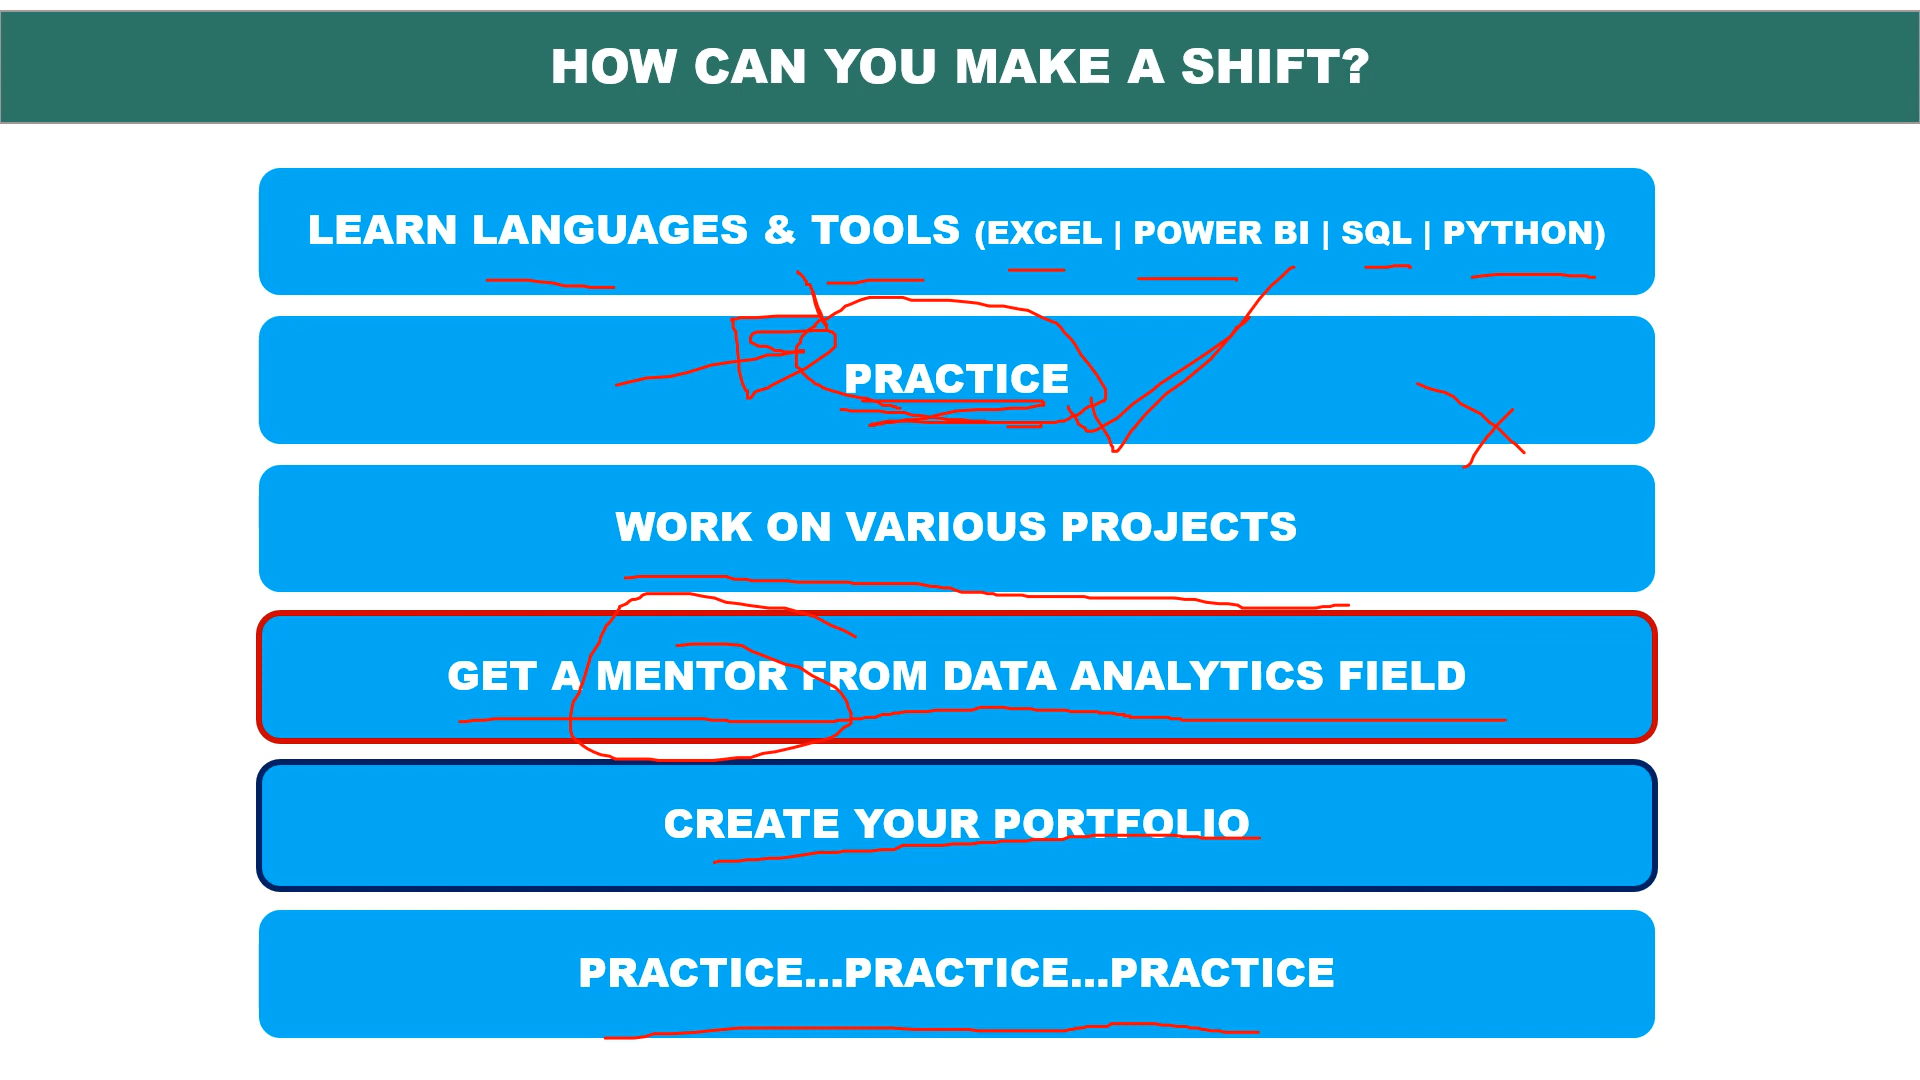 HOW CAN YOU MAKE A SHIFT?
LEARN LANGUAGES & TOOLS (EXCEL | POWER BI | SQL | PYTHON)
PRACTICE
WORK ON VARIOUS PROJECTS
GET A MENTOR FROM DATA ANALYTICS FIELD
CREATE YOUR PORTFOLIO
PRACTICE...PRACTICE...PRACTICE